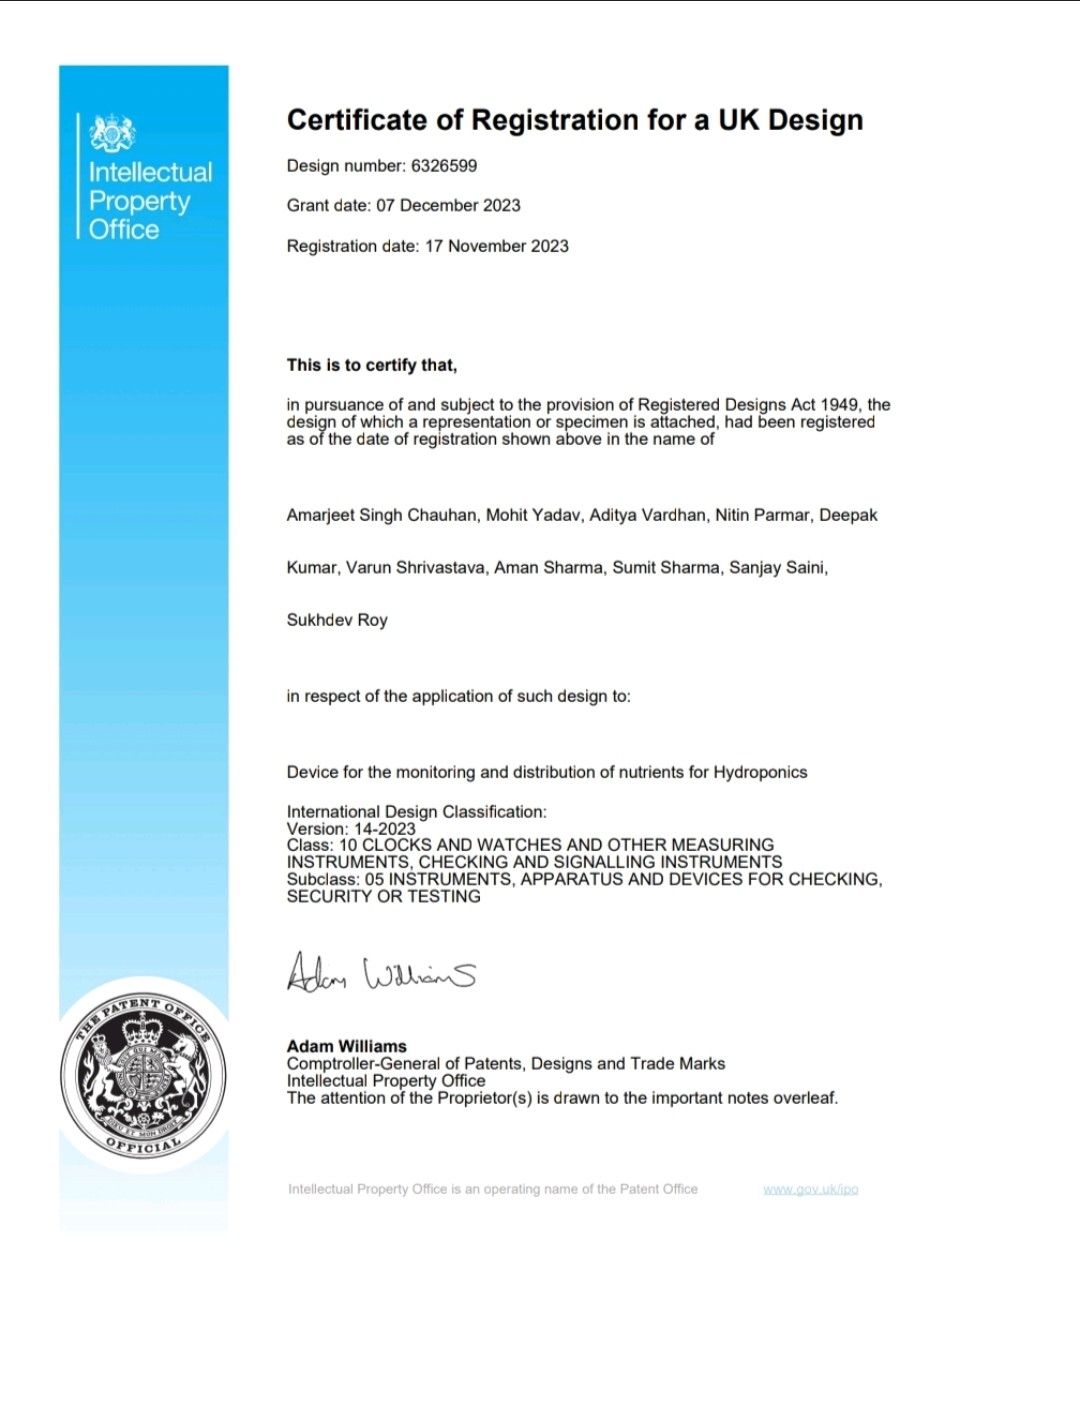 Intellectual
Property
Office
Certificate of Registration for a UK Design
Design number: 6326599
Grant date: 07 December 2023
Registration date: 17 November 2023
This is to certify that,
in pursuance of and subject to the provision of Registered Designs Act 1949, the
design of which a representation or specimen is attached, had been registered
as of the date of registration shown above in the name of
Amarjeet Singh Chauhan, Mohit Yadav, Aditya Vardhan, Nitin Parmar, Deepak
Kumar, Varun Shrivastava, Aman Sharma, Sumit Sharma, Sanjay Saini,
Sukhdev Roy
in respect of the application of such design to:
Device for the monitoring and distribution of nutrients for Hydroponics
International Design Classification:
Version: 14-2023
Class: 10 CLOCKS AND WATCHES AND OTHER MEASURING
INSTRUMENTS, CHECKING AND SIGNALLING INSTRUMENTS
Subclass: 05 INSTRUMENTS, APPARATUS AND DEVICES FOR CHECKING,
SECURITY OR TESTING
Adam Williams
Adam Williams
Comptroller-General of Patents, Designs and Trade Marks
Intellectual Property Office
The attention of the Proprietor(s) is drawn to the important notes overleaf.
THE PATENT OFFICE
OFFICIAL
Intellectual Property Office is an operating name of the Patent Office www.gov.uk/ipo